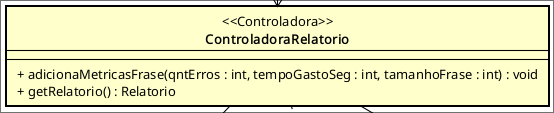 <<Controladora>>
ControladoraRelatorio
+ adicionaMetricasFrase(qntErros : int, tempoGastoSeg : int, tamanhoFrase : int) : void
+ getRelatorio() : Relatorio